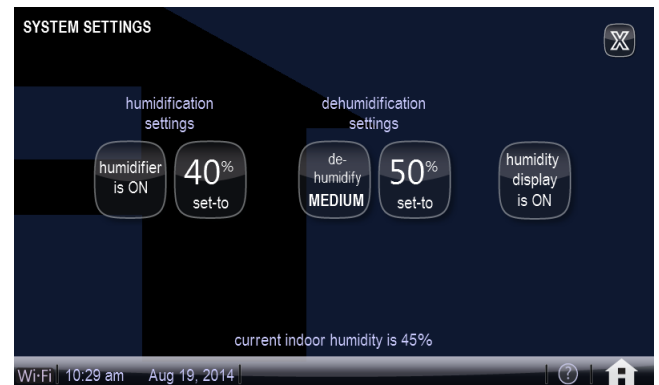 SYSTEM SETTINGS
X
humidification
settings
dehumidification
settings
humidifier
is ON
40%
set-to
de-
humidify
MEDIUM
50%
set-to
humidity
display
is ON
current indoor humidity is 45%
Wi-Fi 10:29 am Aug 19, 2014 ?